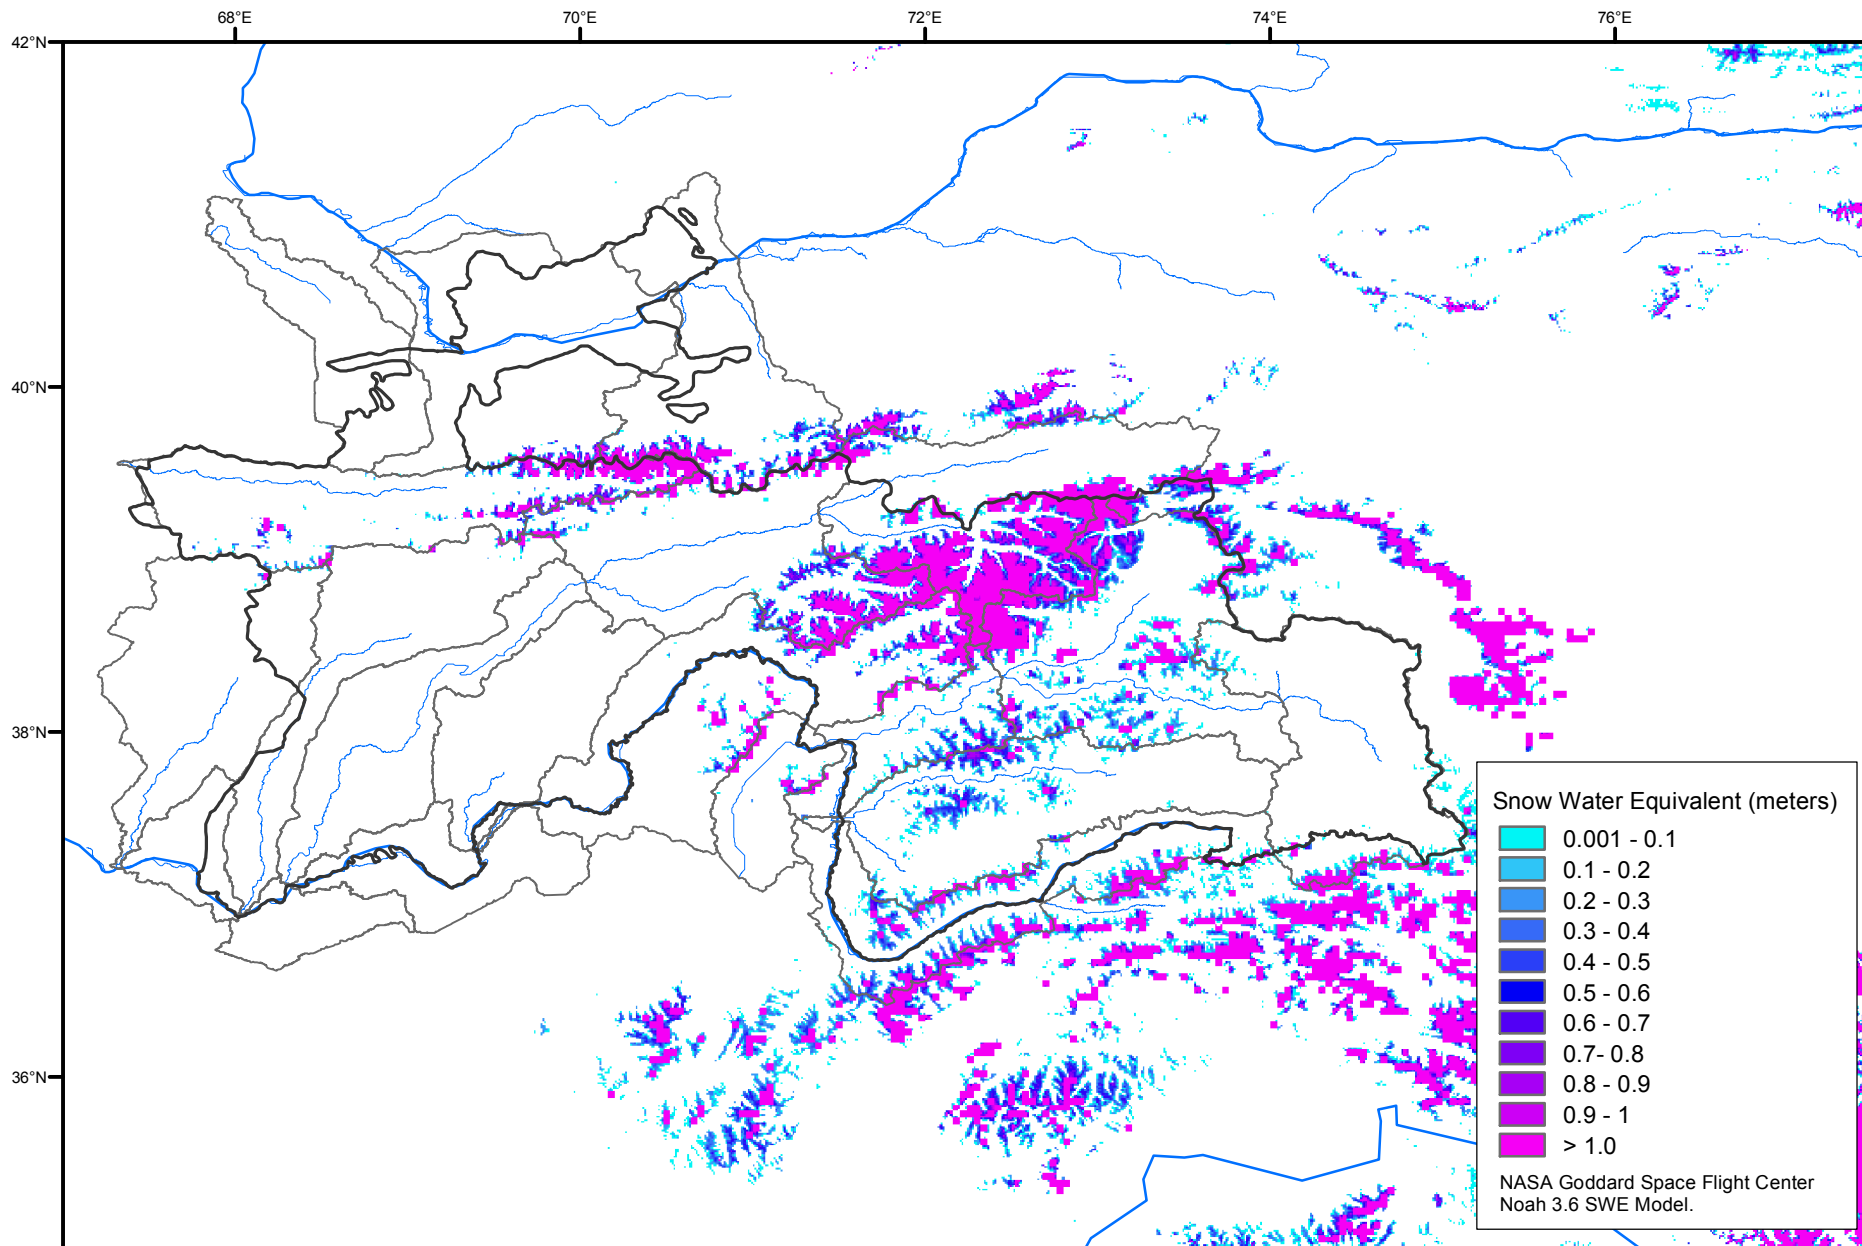 68°E 70°E 72°E 74°E 76°E
42°N
40°N
38°N
36°N
Snow Water Equivalent (meters)
0.001 - 0.1
0.1 - 0.2
0.2 - 0.3
0.3 - 0.4
0.4 - 0.5
0.5 - 0.6
0.6 - 0.7
0.7- 0.8
0.8 - 0.9
0.9 - 1
> 1.0
NASA Goddard Space Flight Center
Noah 3.6 SWE Model.